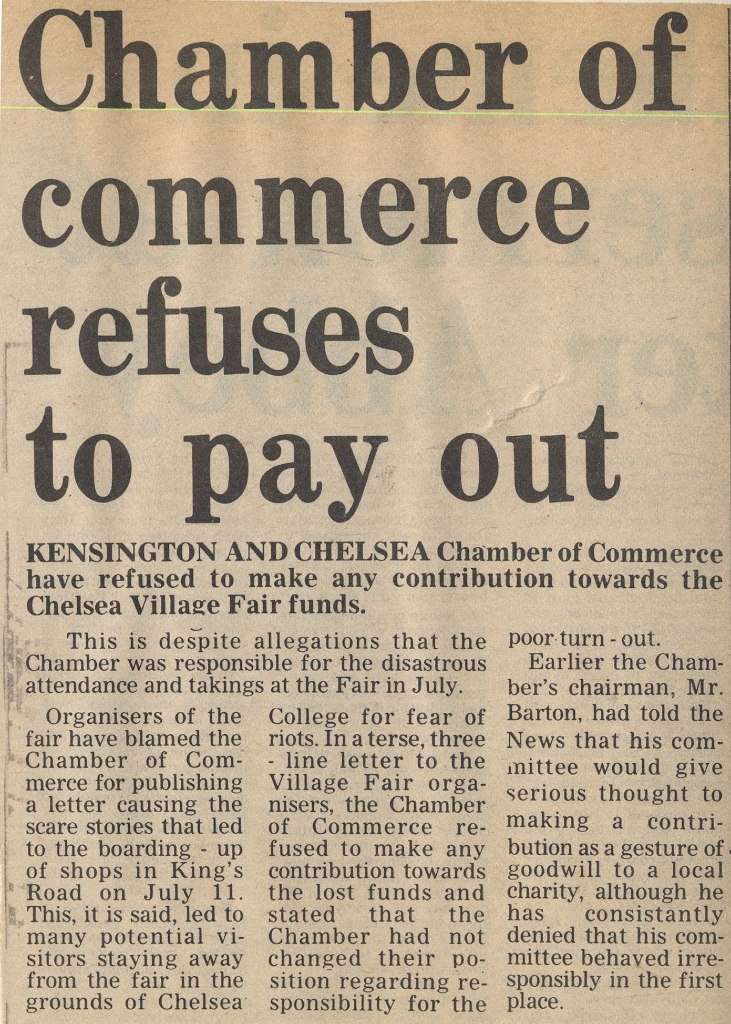 Chamber of
commerce
refuses
to pay out
KENSINGTON AND CHELSEA Chamber of Commerce
have refused to make any contribution towards the
Chelsea Village Fair funds.
This is despite allegations that the
Chamber was responsible for the disastrous
attendance and takings at the Fair in July.
Organisers of the
fair have blamed the
Chamber of Com-
merce for publishing
a letter causing the
scare stories that led
to the boarding - up
of shops in King's
Road on July 11.
This, it is said, led to
many potential vi-
sitors staying away
from the fair in the
grounds of Chelsea
College for fear of
riots. In a terse, three
- line letter to the
Village Fair orga-
nisers, the Chamber
of Commerce re-
fused to make any
contribution towards
the lost funds and
stated that the
Chamber had not
changed their po-
sition regarding re-
sponsibility for the
poor turn - out.
Earlier the Cham-
ber's chairman, Mr.
Barton, had told the
News that his com-
mittee would give
serious thought to
making a contri-
bution as a gesture of
goodwill to a local
charity, although he
has consistantly
denied that his com-
mittee behaved irre-
sponsibly in the first
place.